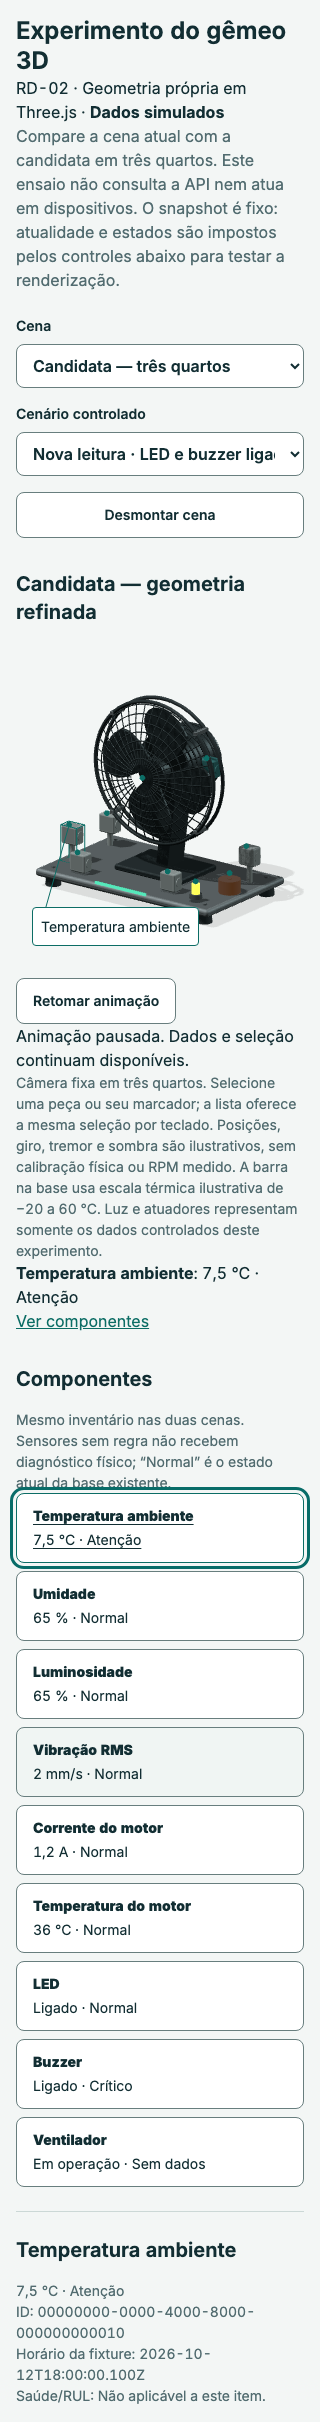 Experimento do gêmeo
3D
RD-02 · Geometria própria em
Three.js · Dados simulados
Compare a cena atual com a
candidata em três quartos. Este
ensaio não consulta a API nem atua
em dispositivos. O snapshot é fixo:
atualidade e estados são impostos
pelos controles abaixo para testar a
renderização.
Cena
Candidata — três quartos
Cenário controlado
Nova leitura · LED e buzzer
Desmontar cena
Candidata — geometria
refinada
Temperatura ambiente
Retomar animação
Animação pausada. Dados e seleção
continuam disponíveis.
Câmera fixa em três quartos. Selecione
uma peça ou seu marcador; a lista oferece
a mesma seleção por teclado. Posições,
giro, tremor e sombra são ilustrativos, sem
calibração física ou RPM medido. A barra
na base usa escala térmica ilustrativa de
−20 a 60 °C. Luz e atuadores representam
somente os dados controlados deste
experimento.
Temperatura ambiente: 7,5 °C ·
Atenção
Ver componentes
Componentes
Mesmo inventário nas duas cenas.
Sensores sem regra não recebem
diagnóstico físico; “Normal” é o estado
atual da base existente.
Temperatura ambiente
7,5 °C · Atenção
Umidade
65 % · Normal
Luminosidade
65 % · Normal
Vibração RMS
2 mm/s · Normal
Corrente do motor
1,2 A · Normal
Temperatura do motor
36 °C · Normal
LED
Ligado · Normal
Buzzer
Ligado · Crítico
Ventilador
Em operação · Sem dados
Temperatura ambiente
7,5 °C · Atenção
ID: 00000000-0000-4000-8000-
000000000010
Horário da fixture: 2026-10-
12T18:00:00.100Z
Saúde/RUL: Não aplicável a este item.